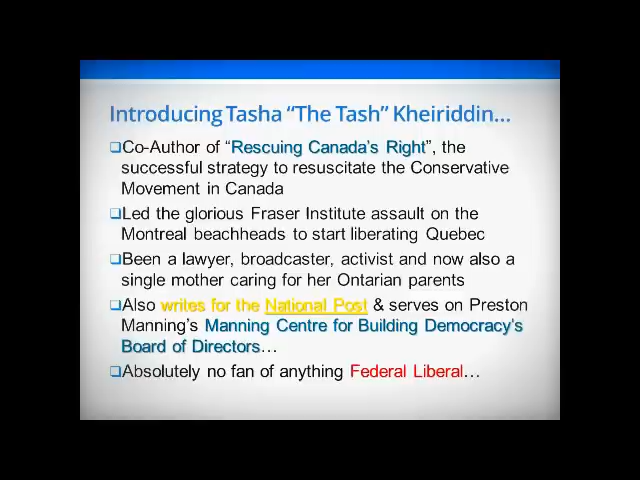 Introducing Tasha “The Tash” Kheiriddin...
❑Co-Author of “Rescuing Canada’s Right”, the
successful strategy to resuscitate the Conservative
Movement in Canada
❑Led the glorious Fraser Institute assault on the
Montreal beachheads to start liberating Quebec
❑Been a lawyer, broadcaster, activist and now also a
single mother caring for her Ontarian parents
❑Also writes for the National Post & serves on Preston
Manning’s Manning Centre for Building Democracy’s
Board of Directors…
❑Absolutely no fan of anything Federal Liberal…